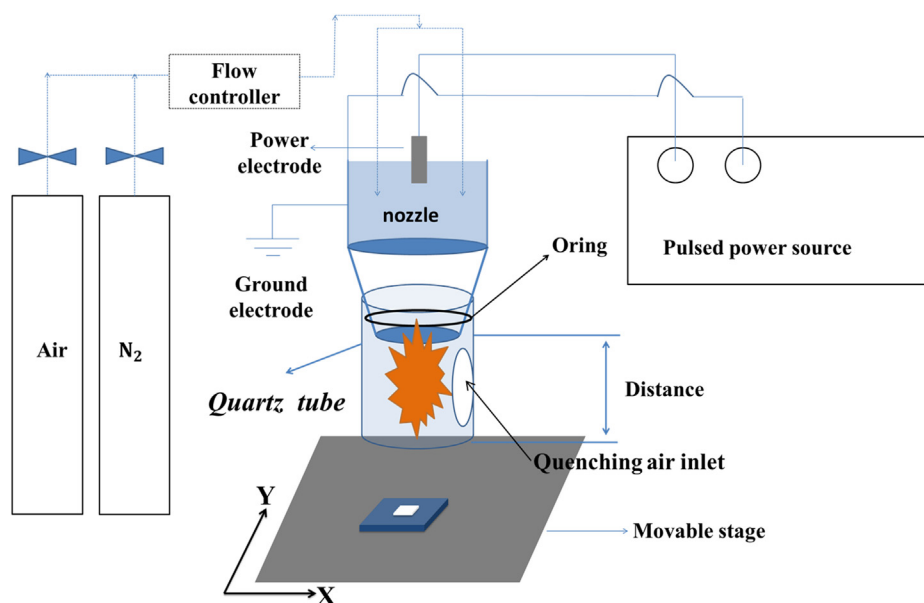 Flow
controller
Power
electrode
nozzle
Pulsed power source
Oring
Ground
electrode
Air
N₂
Quartz tube
Distance
Quenching air inlet
Y
X
Movable stage